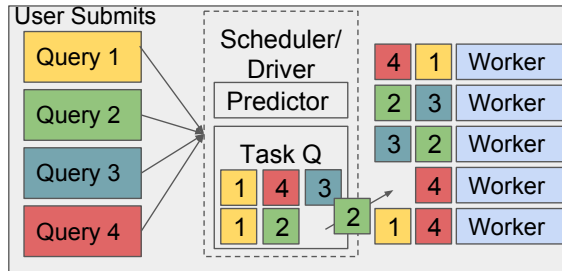 User Submits
Query 1
Query 2
Query 3
Query 4
Scheduler/
Driver
Predictor
Task Q
1 4 3
1 2
2
4 1 Worker
2 3 Worker
3 2 Worker
4 Worker
1 4 Worker